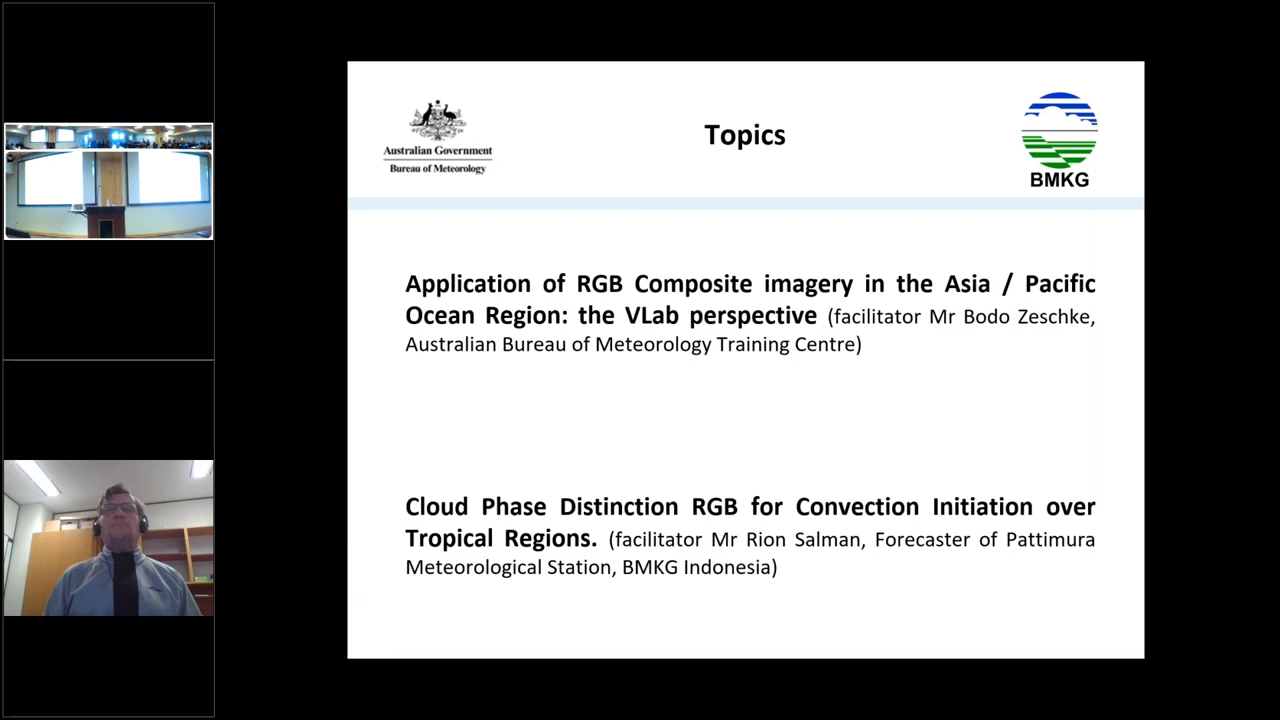 Australian Government
Bureau of Meteorology
Topics
BMKG
Application of RGB Composite imagery in the Asia / Pacific
Ocean Region: the VLab perspective (facilitator Mr Bodo Zeschke,
Australian Bureau of Meteorology Training Centre)
Cloud Phase Distinction RGB for Convection Initiation over
Tropical Regions. (facilitator Mr Rion Salman, Forecaster of Pattimura
Meteorological Station, BMKG Indonesia)